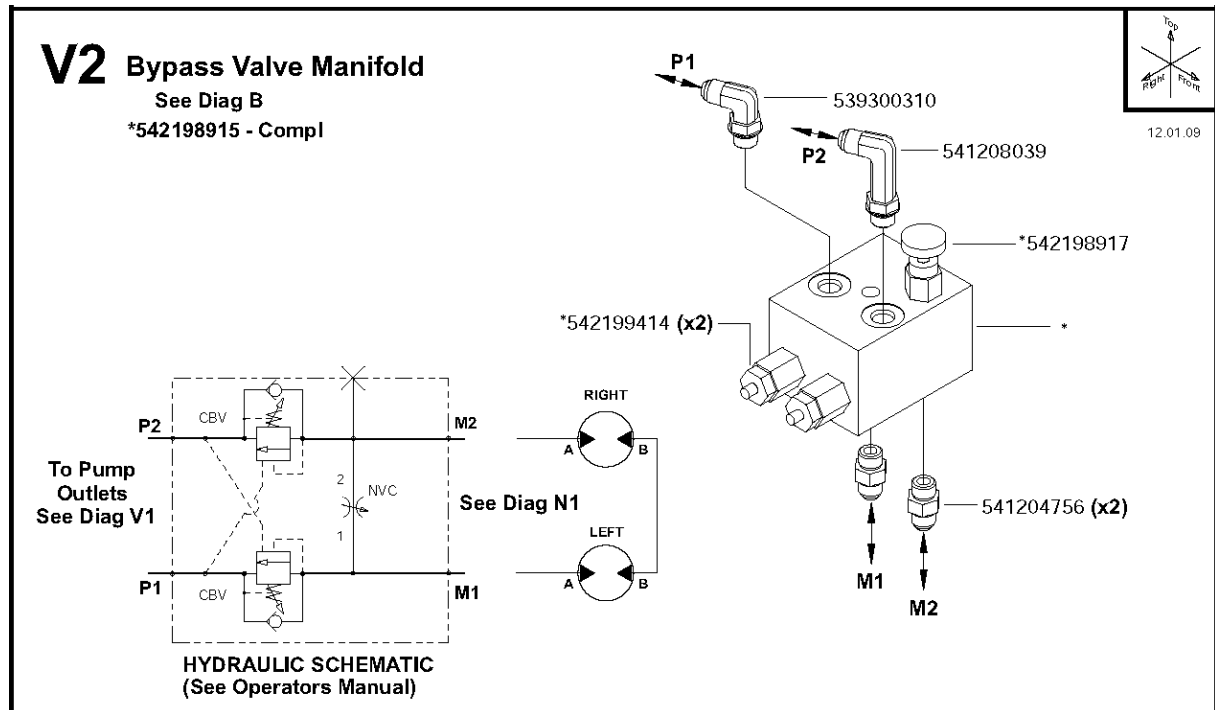 V2 Bypass Valve Manifold
See Diag B
*542198915 - Compl
Top
Right
Front
12.01.09
P1
539300310
P2
541208039
*542198917
*542199414 (x2)
*
RIGHT
A
B
P2
CBV
M2
To Pump
Outlets
See Diag V1
2
NVC
1
See Diag N1
541204756 (x2)
LEFT
A
B
P1
CBV
M1
M1
M2
HYDRAULIC SCHEMATIC
(See Operators Manual)